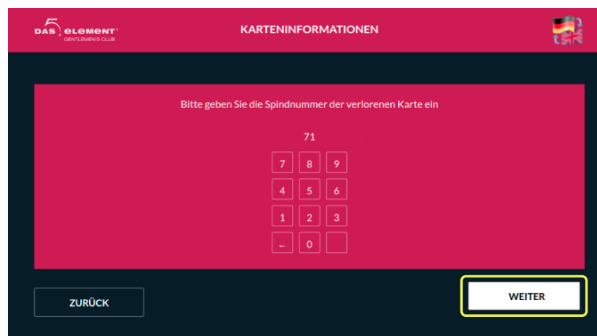 DAS 5. ELEMENT
GENTLEMEN'S CLUB
KARTENINFORMATIONEN
Bitte geben Sie die Spindnummer der verlorenen Karte ein
71
7 8 9
4 5 6
1 2 3
← 0
ZURÜCK
WEITER